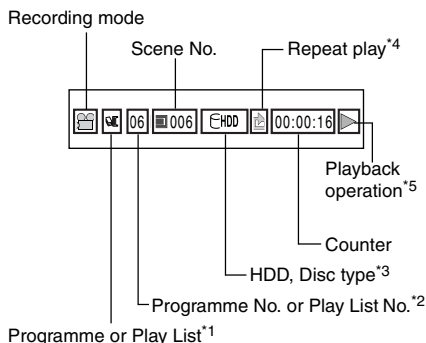 Recording mode
Scene No.
Repeat play*4
06 006 HDD 00:00:16
Playback
operation*5
Counter
HDD, Disc type*3
Programme No. or Play List No.*2
Programme or Play List*1